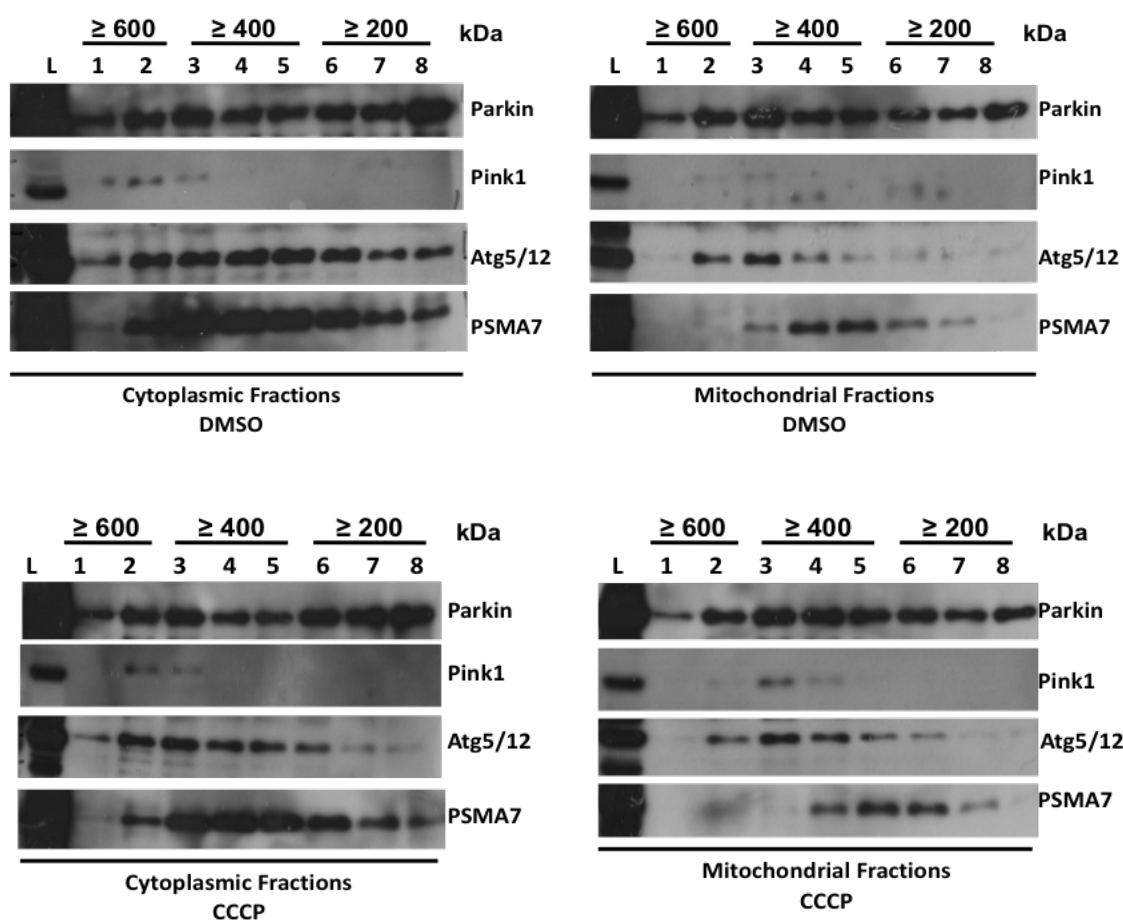 ≥ 600 ≥ 400 ≥ 200 kDa
L 1 2 3 4 5 6 7 8
Parkin
Pink1
Atg5/12
PSMA7
Cytoplasmic Fractions
DMSO
≥ 600 ≥ 400 ≥ 200 kDa
L 1 2 3 4 5 6 7 8
Parkin
Pink1
Atg5/12
PSMA7
Mitochondrial Fractions
DMSO
≥ 600 ≥ 400 ≥ 200 kDa
L 1 2 3 4 5 6 7 8
Parkin
Pink1
Atg5/12
PSMA7
Cytoplasmic Fractions
CCCP
≥ 600 ≥ 400 ≥ 200 kDa
L 1 2 3 4 5 6 7 8
Parkin
Pink1
Atg5/12
PSMA7
Mitochondrial Fractions
CCCP